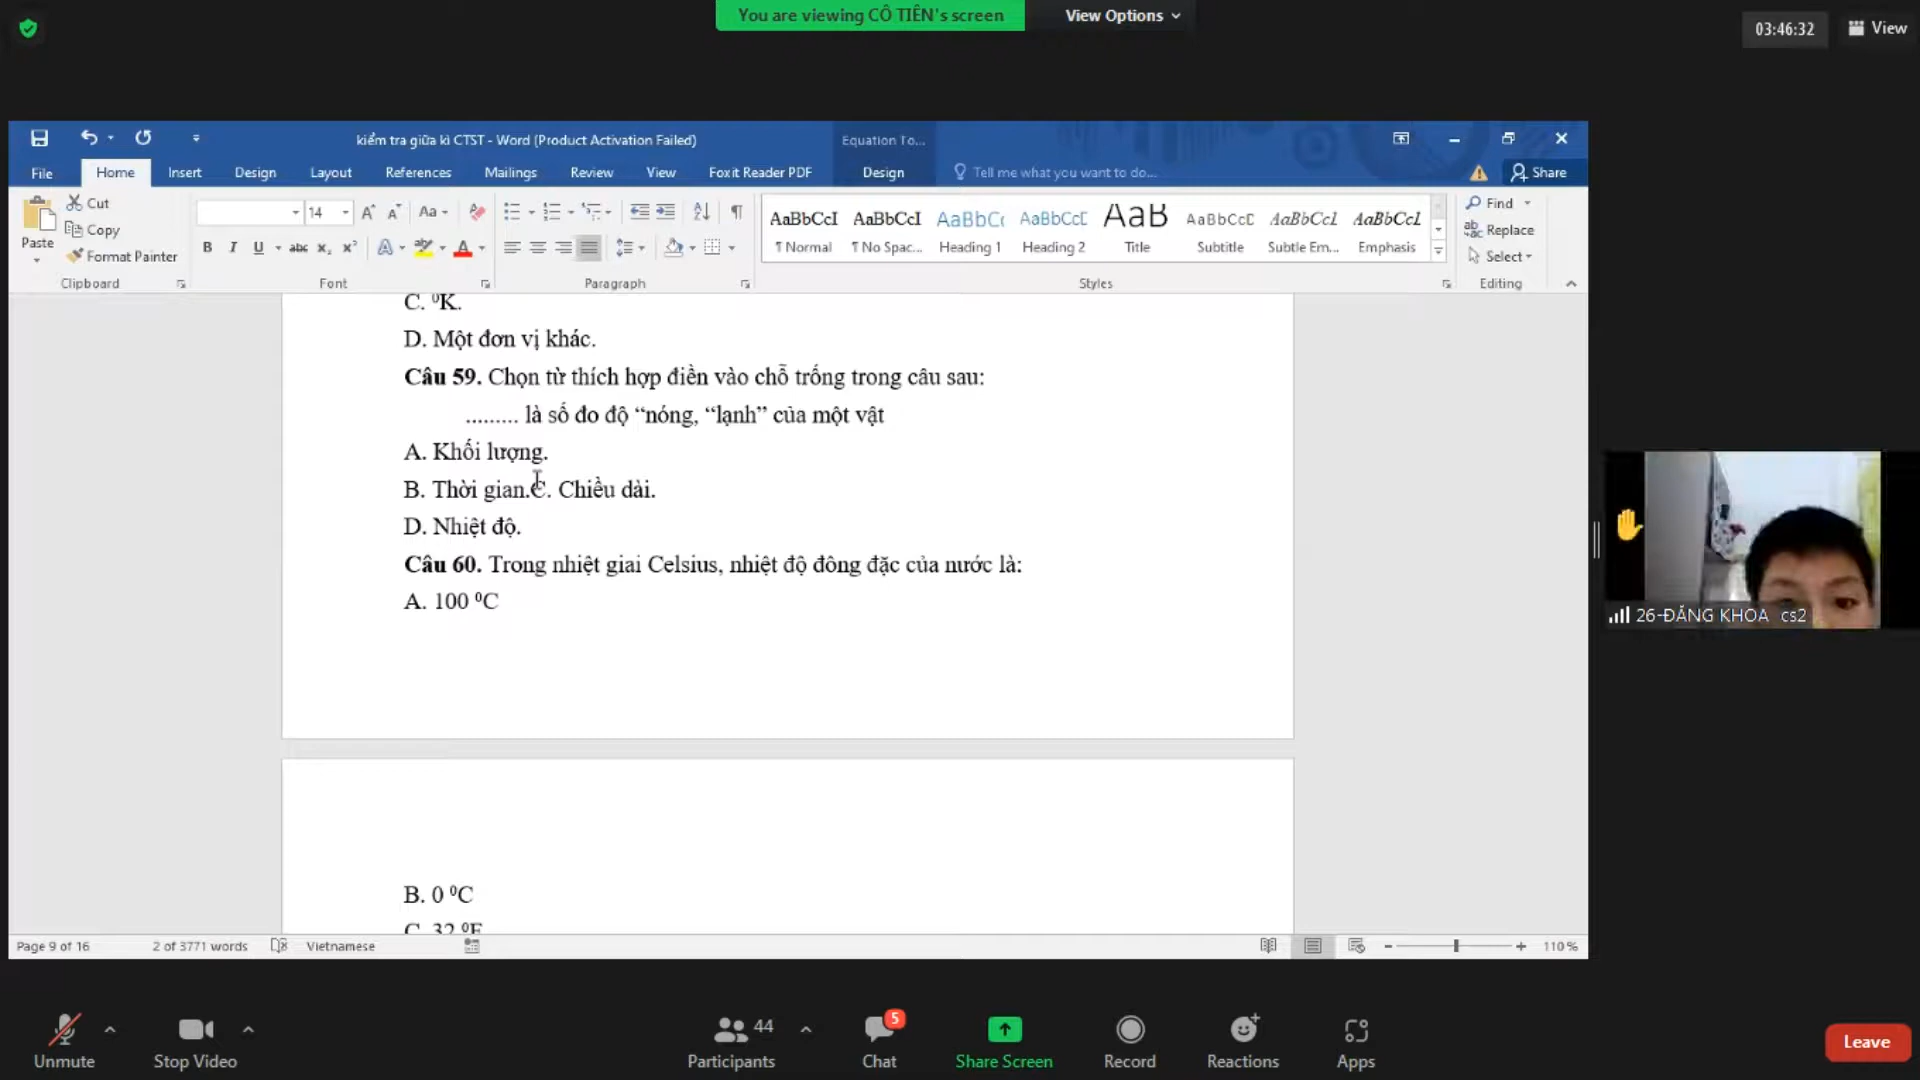 You are viewing CÔ TIÊN's screen
View Options
03:46:32
View
kiểm tra giữa kì CTST - Word (Product Activation Failed)
Equation To...
File
Home
Insert
Design
Layout
References
Mailings
Review
View
Foxit Reader PDF
Design
Tell me what you want to do...
Share
Paste
Cut
Copy
Format Painter
Clipboard
14
Font
Paragraph
AaBbCcI
¶ Normal
AaBbCcI
¶ No Spac...
AaBbCc
Heading 1
AaBbCcD
Heading 2
AaB
Title
AaBbCcD
Subtitle
AaBbCcI
Subtle Em...
AaBbCcI
Emphasis
Styles
Find
Replace
Select
Editing
C. ⁰K.
D. Một đơn vị khác.
Câu 59. Chọn từ thích hợp điền vào chỗ trống trong câu sau:
......... là số đo độ “nóng, “lạnh” của một vật
A. Khối lượng.
B. Thời gian.C. Chiều dài.
D. Nhiệt độ.
Câu 60. Trong nhiệt giai Celsius, nhiệt độ đông đặc của nước là:
A. 100 ⁰C
B. 0 ⁰C
C. 32 ⁰F
26-ĐĂNG KHOA cs2
Page 9 of 16
2 of 3771 words
Vietnamese
110 %
Unmute
Stop Video
44
Participants
5
Chat
Share Screen
Record
Reactions
Apps
Leave